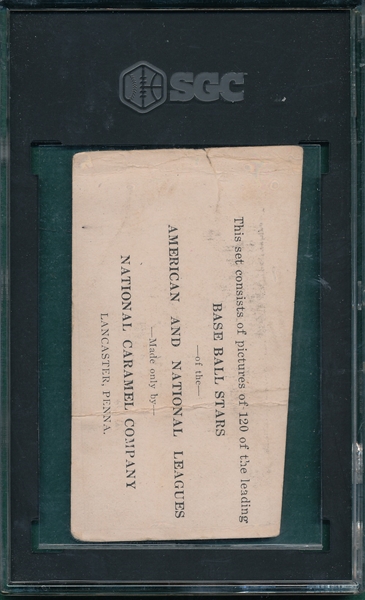 SGC
This set consists of pictures of 120 of the leading
BASE BALL STARS
—of the—
AMERICAN AND NATIONAL LEAGUES
—Made only by—
NATIONAL CARAMEL COMPANY
LANCASTER, PENNA.